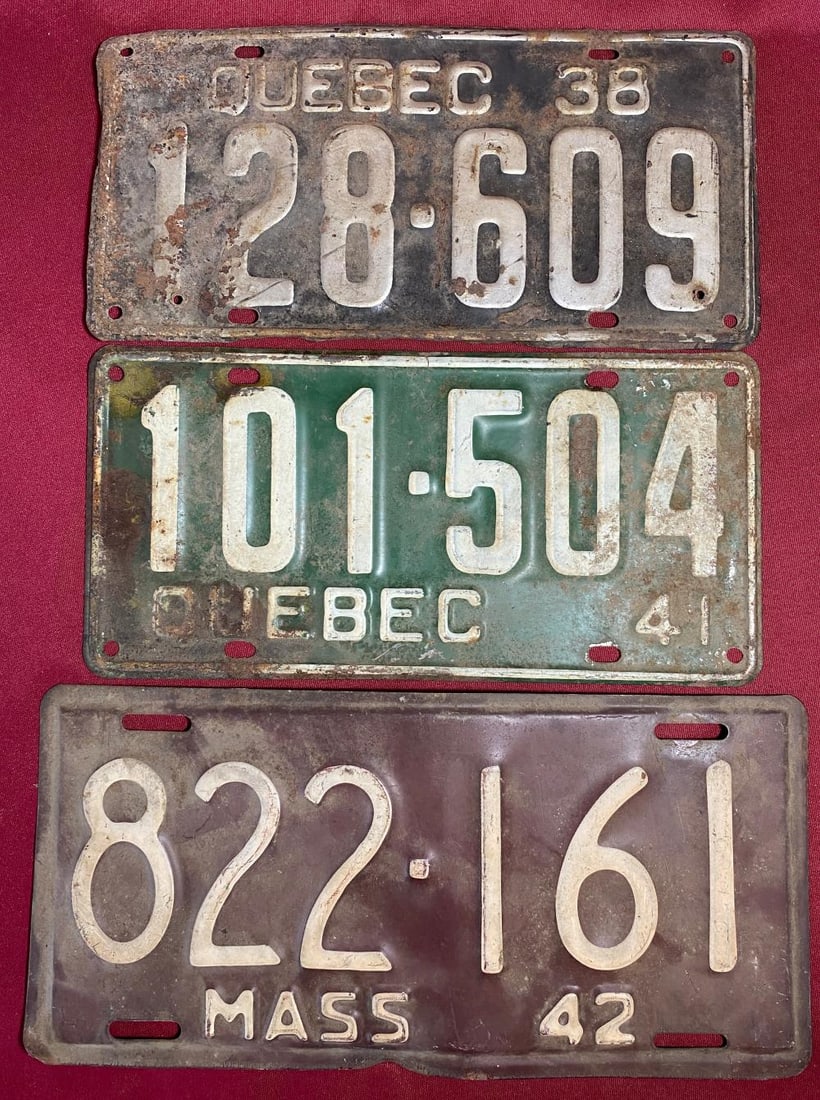 QUEBEC 38
128·609
101·504
QUEBEC 41
822·161
MASS 42